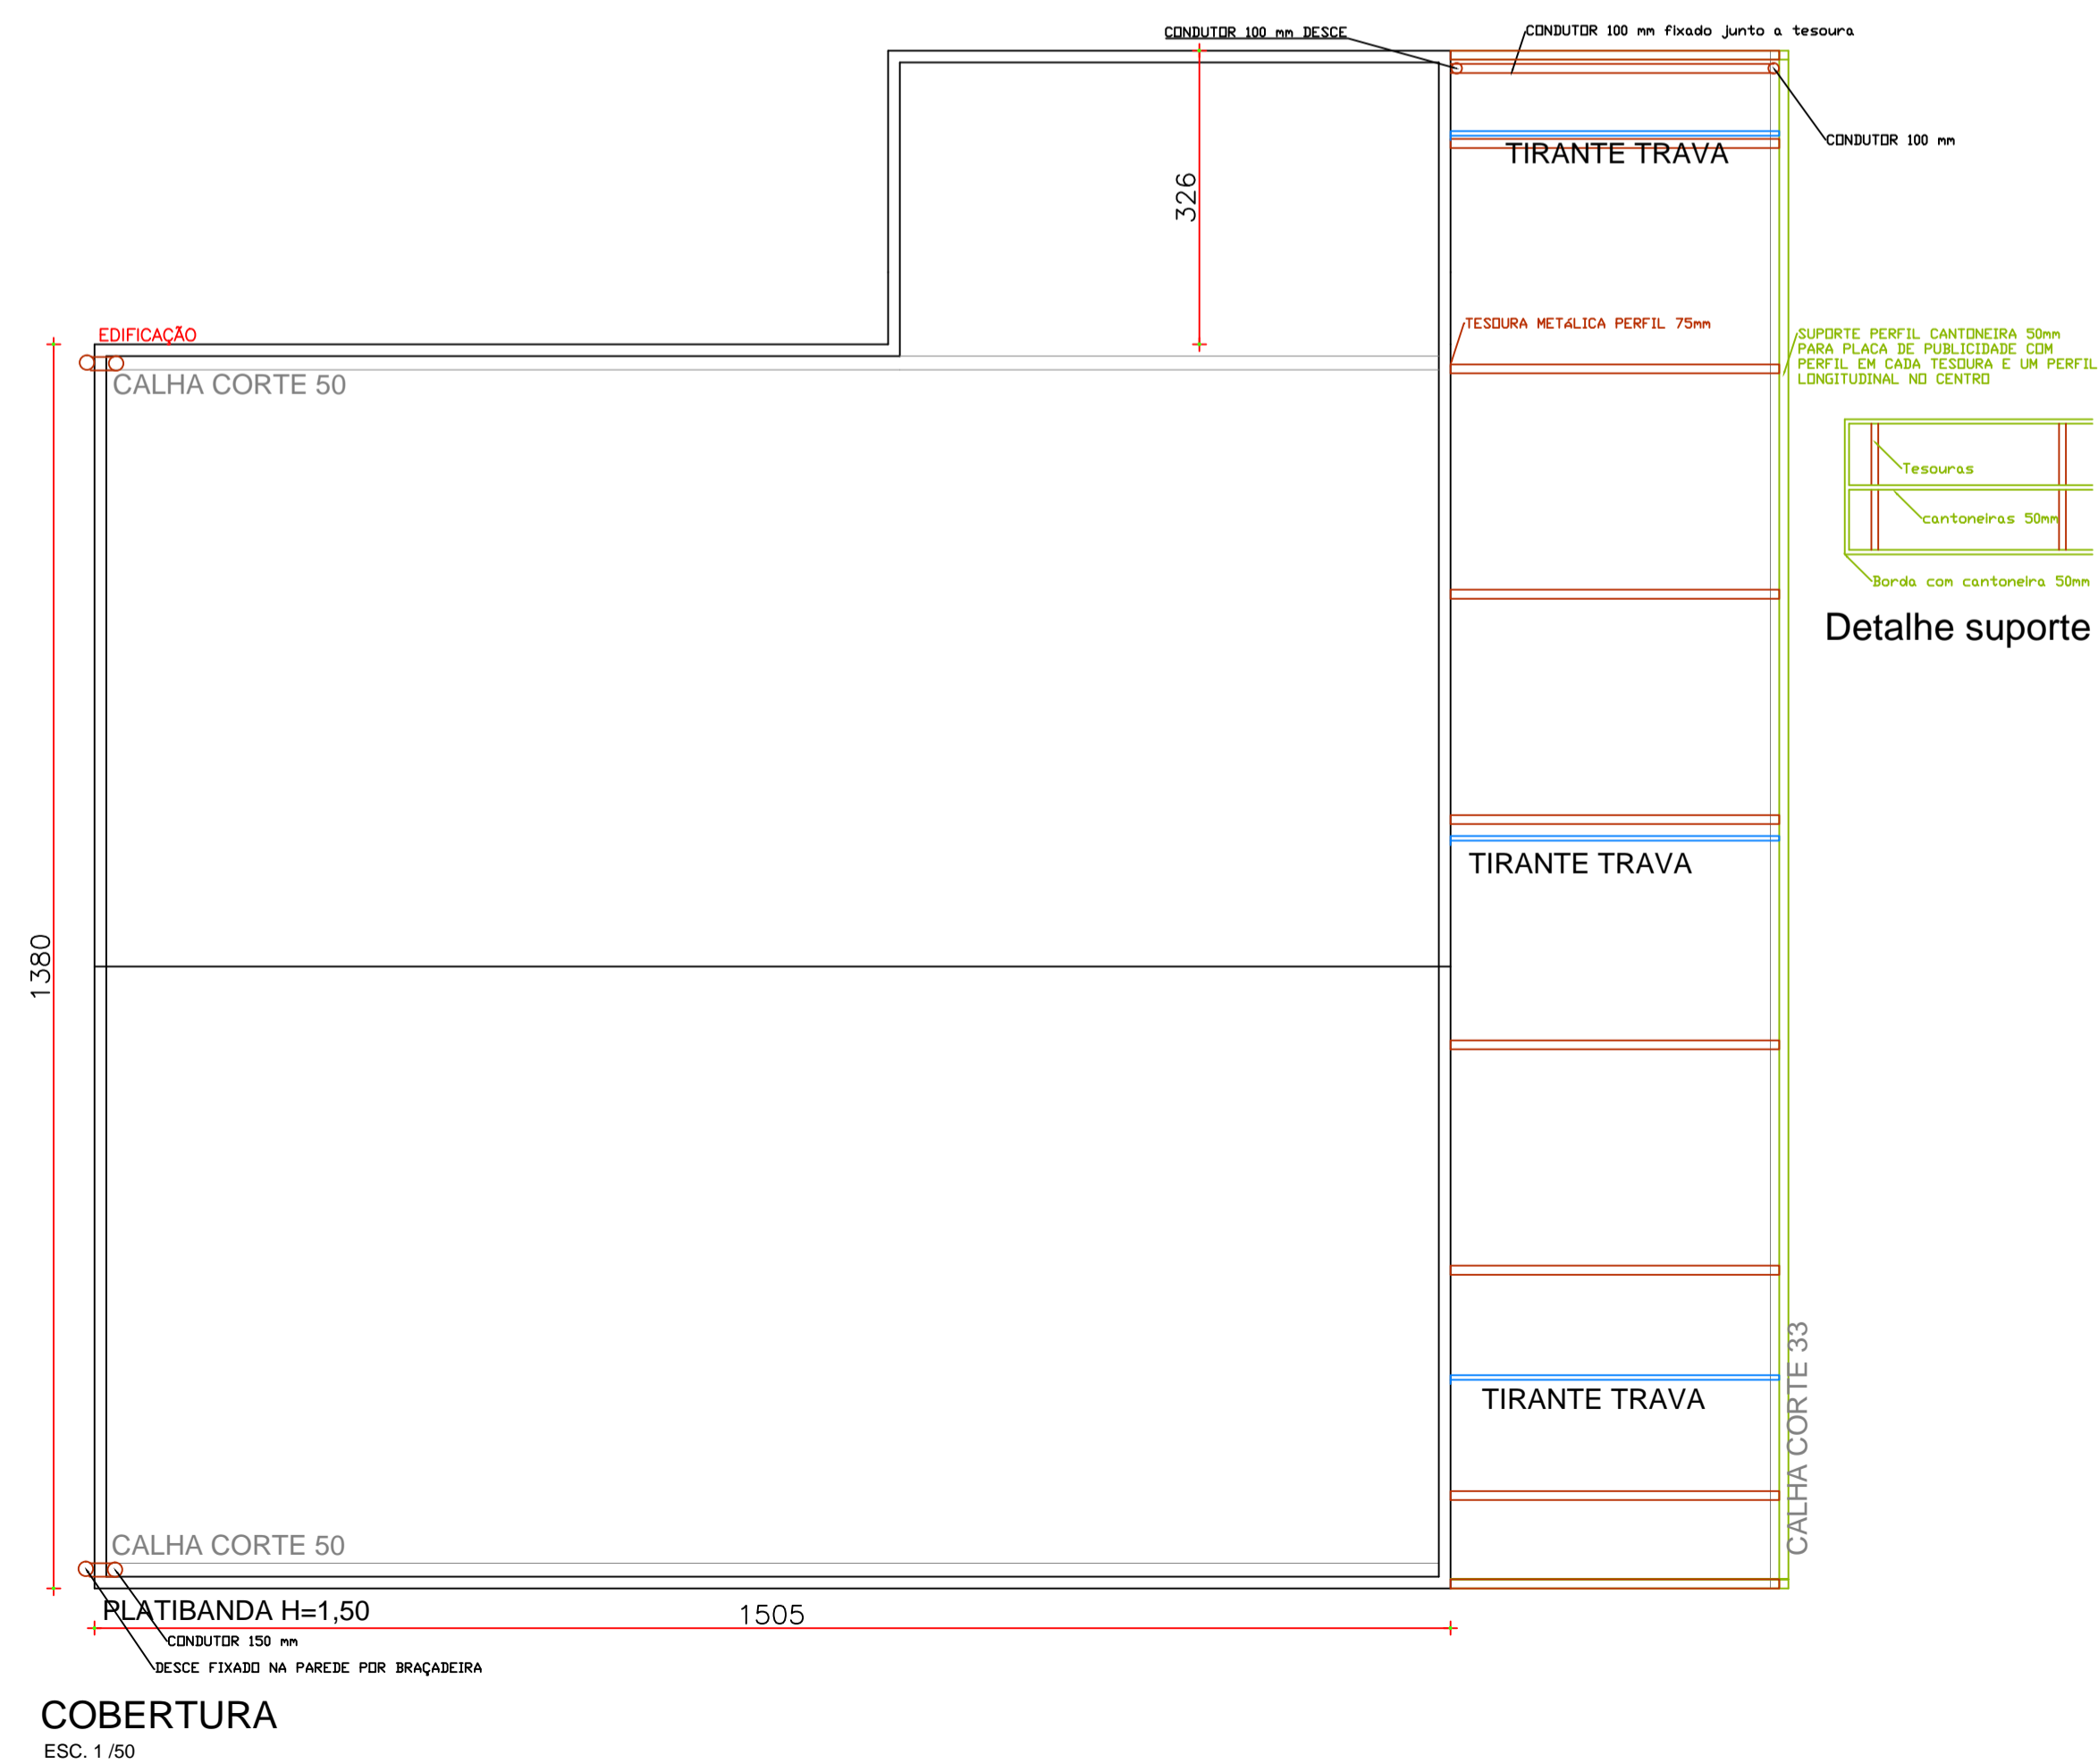 CONDUTOR 100 mm DESCE
CONDUTOR 100 mm fixado junto a tesoura
CONDUTOR 100 mm
TIRANTE TRAVA
326
EDIFICAÇÃO
CALHA CORTE 50
TESOURA METÁLICA PERFIL 75mm
SUPORTE PERFIL CANTONEIRA 50mm
PARA PLACA DE PUBLICIDADE COM
PERFIL EM CADA TESOURA E UM PERFIL
LONGITUDINAL NO CENTRO
Tesouras
cantoneiras 50mm
Borda com cantoneira 50mm
Detalhe suporte
TIRANTE TRAVA
1380
TIRANTE TRAVA
CALHA CORTE 33
CALHA CORTE 50
PLATIBANDA H=1,50
1505
CONDUTOR 150 mm
DESCE FIXADO NA PAREDE POR BRAÇADEIRA
COBERTURA
ESC. 1 /50